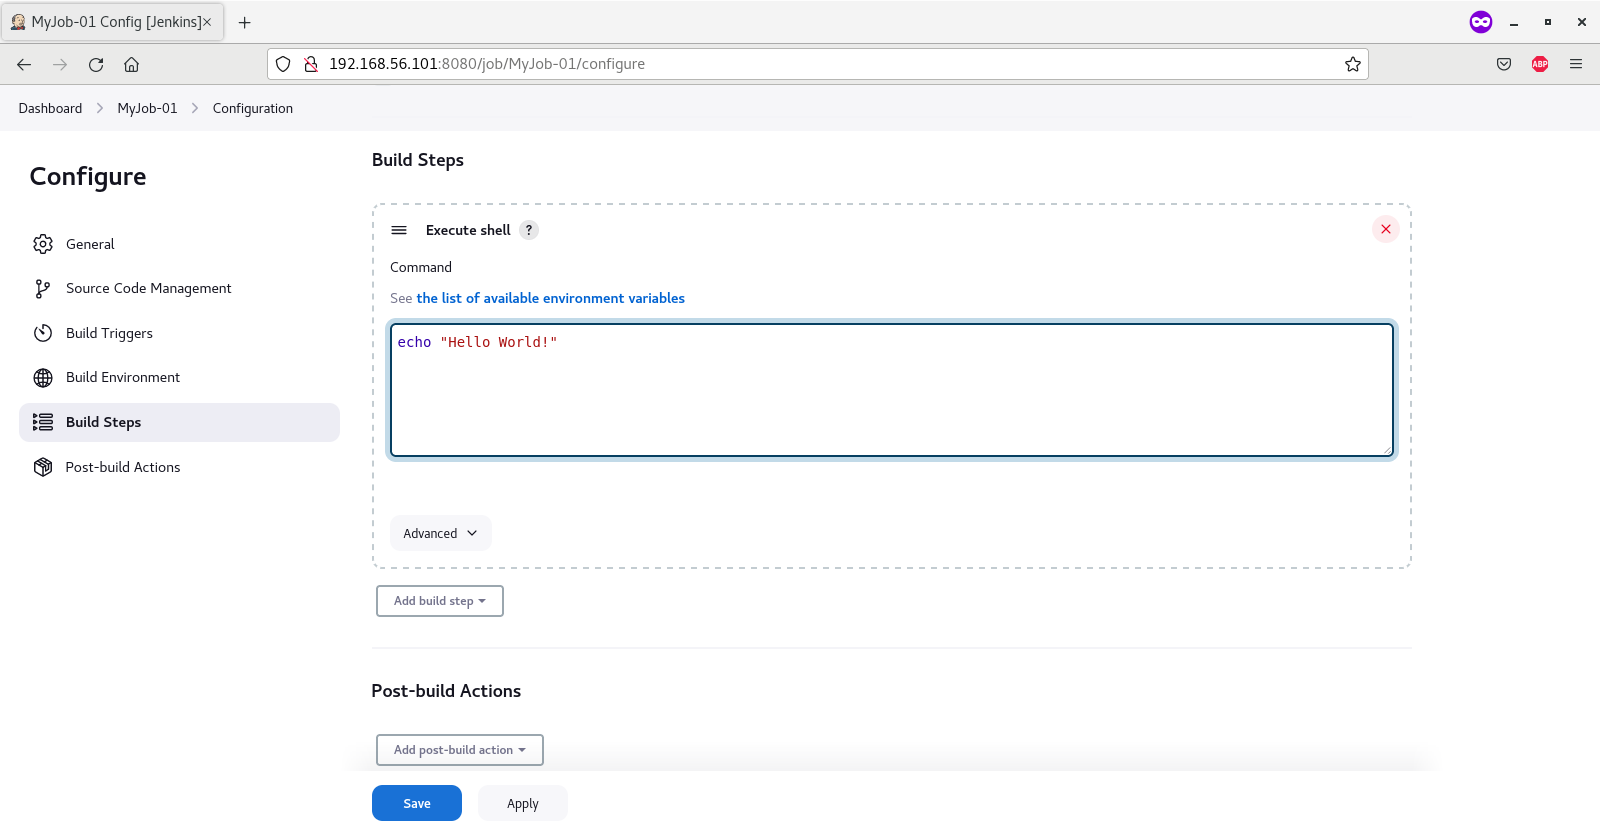 MyJob-01 Config [Jenkins]
192.168.56.101:8080/job/MyJob-01/configure
ABP
Dashboard MyJob-01 Configuration
Configure
General
Source Code Management
Build Triggers
Build Environment
Build Steps
Post-build Actions
Build Steps
Execute shell ?
Command
See the list of available environment variables
echo "Hello World!"
Advanced
Add build step
Post-build Actions
Add post-build action
Save Apply